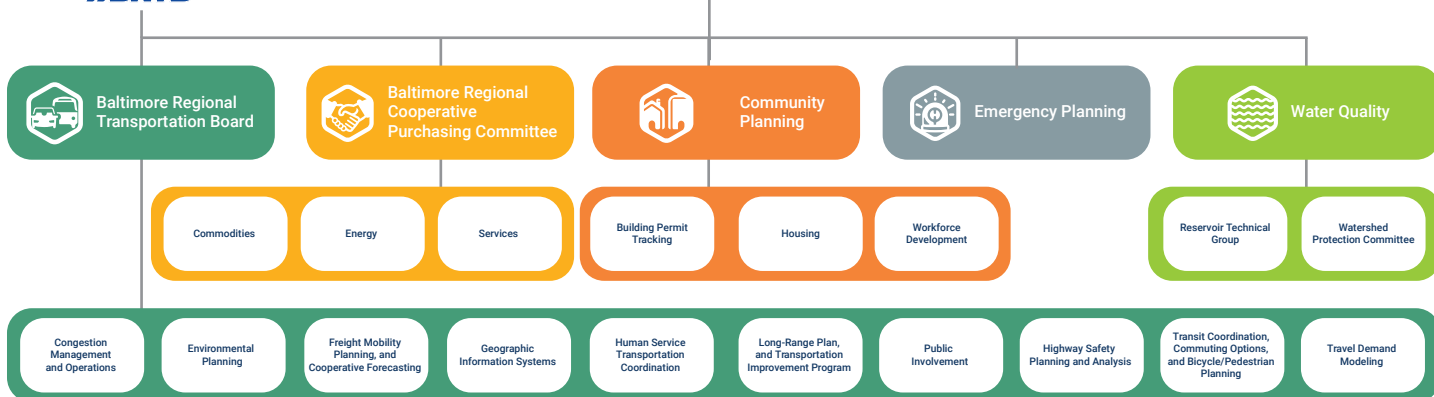 Baltimore Regional
Transportation Board
Baltimore Regional
Cooperative
Purchasing Committee
Community
Planning
Emergency Planning
Water Quality
Commodities
Energy
Services
Building Permit
Tracking
Housing
Workforce
Development
Reservoir Technical
Group
Watershed
Protection Committee
Congestion
Management
and Operations
Environmental
Planning
Freight Mobility
Planning, and
Cooperative Forecasting
Geographic
Information Systems
Human Service
Transportation
Coordination
Long-Range Plan,
and Transportation
Improvement Program
Public
Involvement
Highway Safety
Planning and Analysis
Transit Coordination,
Commuting Options,
and Bicycle/Pedestrian
Planning
Travel Demand
Modeling